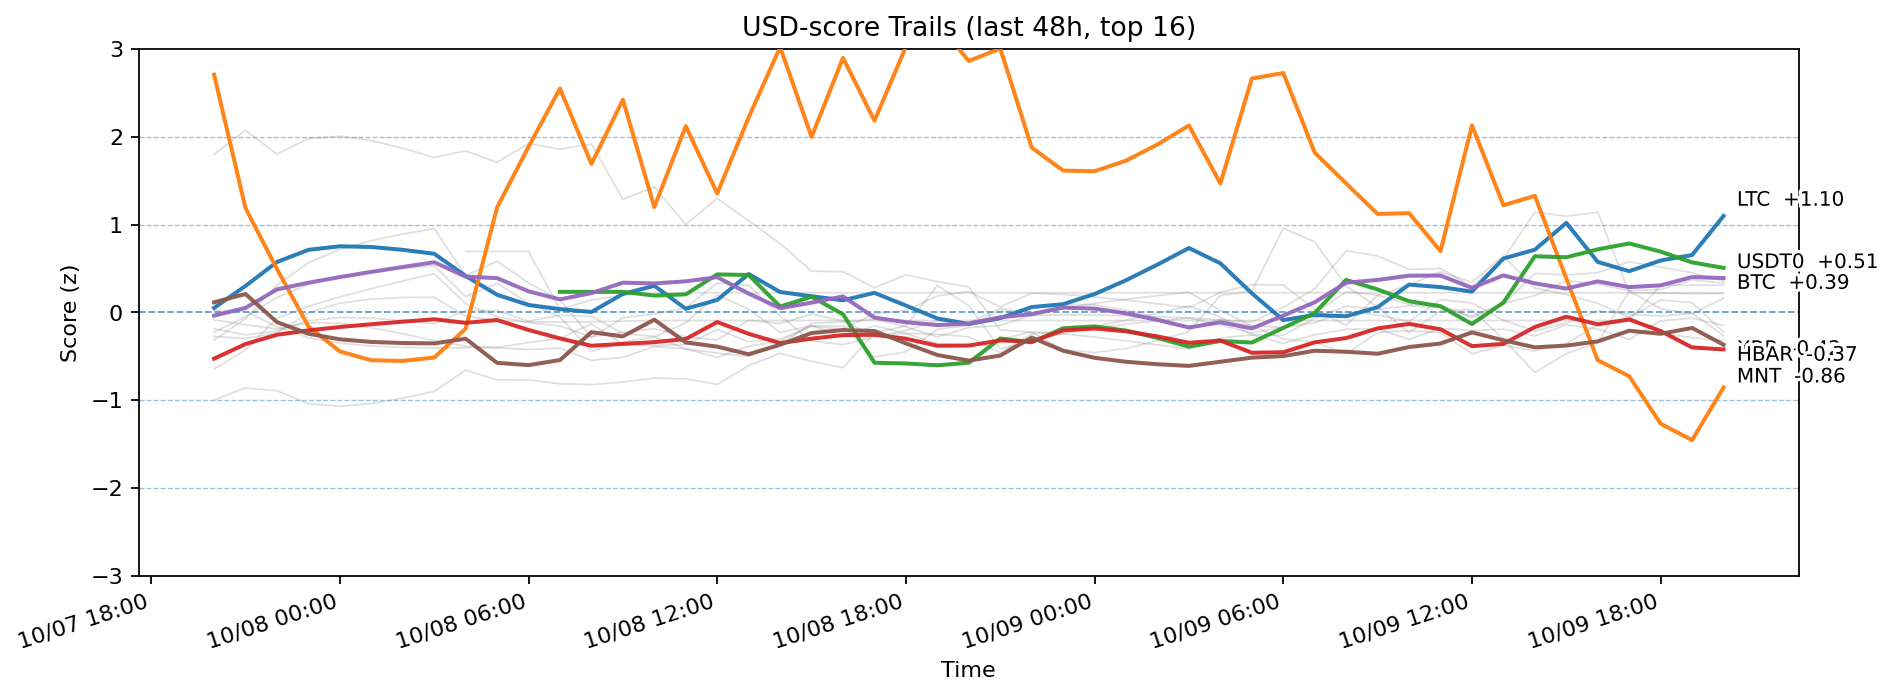 USD-score Trails (last 48h, top 16)
Score (z)
3
2
1
0
−1
−2
−3
LTC +1.10
USDT0 +0.51
BTC +0.39
HBAR -0.37
MNT -0.86
10/07 18:00
10/08 00:00
10/08 06:00
10/08 12:00
10/08 18:00
10/09 00:00
10/09 06:00
10/09 12:00
10/09 18:00
Time